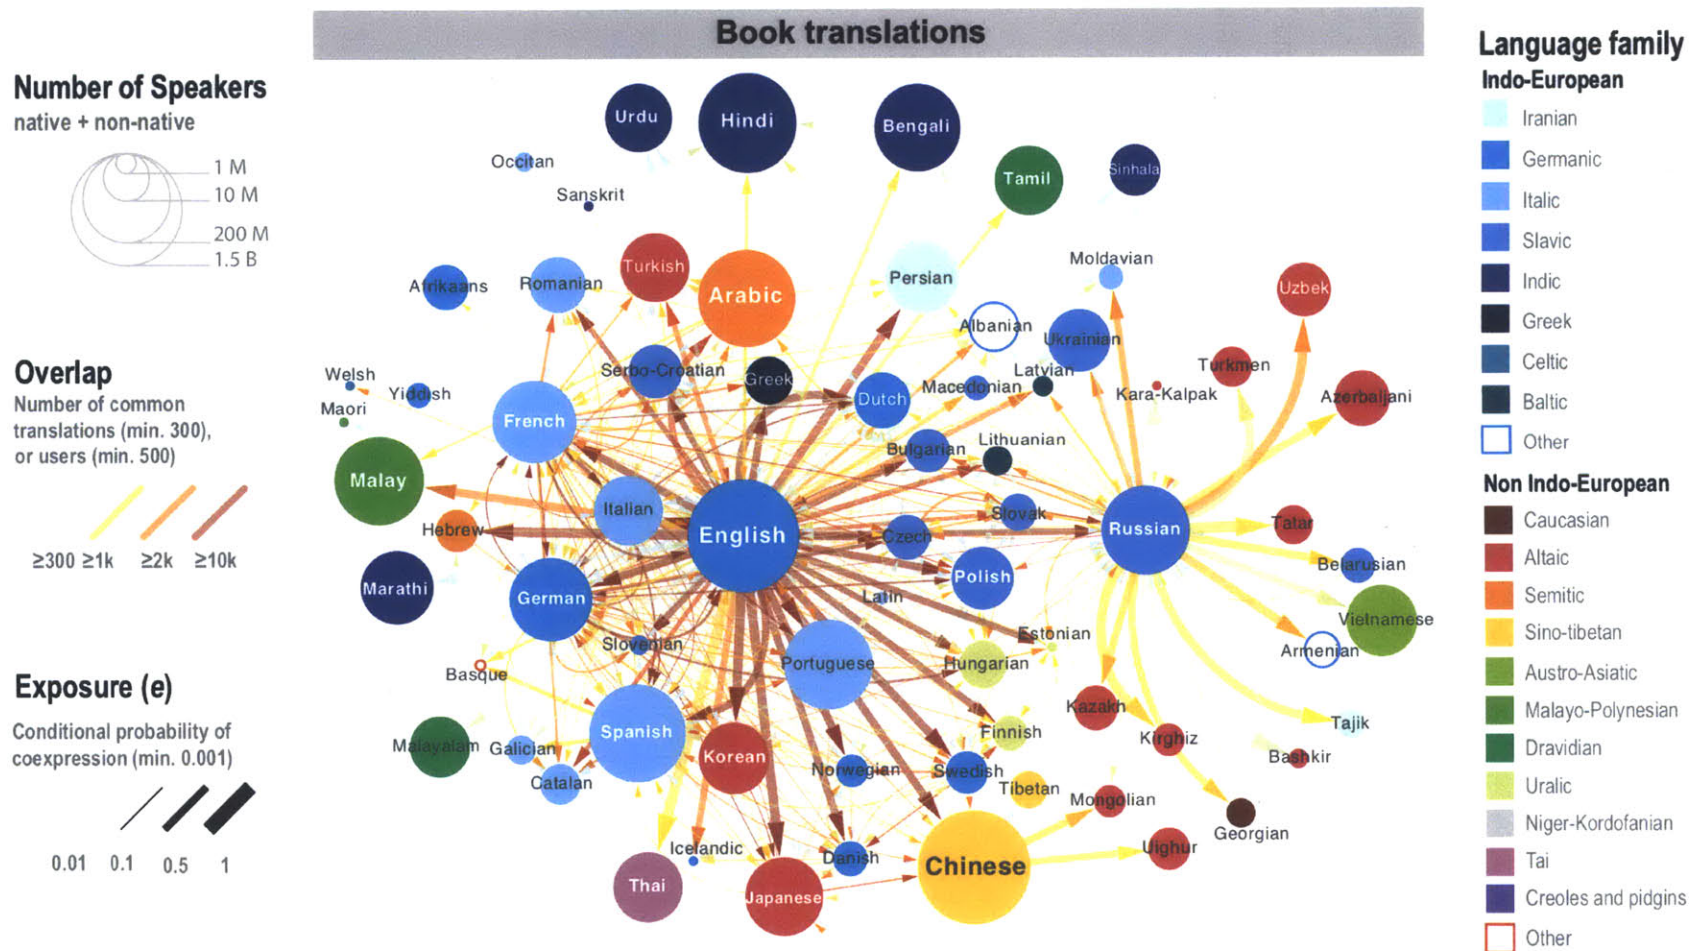 Book translations
Number of Speakers
native + non-native
1 M
10 M
200 M
1.5 B
Overlap
Number of common
translations (min. 300),
or users (min. 500)
≥300 ≥1k ≥2k ≥10k
Exposure (e)
Conditional probability of
coexpression (min. 0.001)
0.01 0.1 0.5 1
Urdu
Hindi
Bengali
Occitan
Tamil
Sinhala
Sanskrit
Turkish
Moldavian
Afrikaans
Romanian
Arabic
Persian
Uzbek
Albanian
Ukrainian
Welsh
Serbo-Croatian
Greek
Latvian
Turkmen
Yiddish
Macedonian
Kara-Kalpak
Azerbaijani
Maori
Dutch
French
Lithuanian
Bulgarian
Malay
Italian
Slovak
Hebrew
English
Czech
Russian
Tatar
Marathi
German
Polish
Belarusian
Latin
Vietnamese
Estonian
Slovenian
Armenian
Basque
Portuguese
Hungarian
Kazakh
Tajik
Spanish
Finnish
Kirghiz
Malayalam
Galician
Korean
Bashkir
Catalan
Norwegian
Swedish
Tibetan
Mongolian
Georgian
Icelandic
Danish
Chinese
Uighur
Thai
Japanese
Language family
Indo-European
Iranian
Germanic
Italic
Slavic
Indic
Greek
Celtic
Baltic
Other
Non Indo-European
Caucasian
Altaic
Semitic
Sino-tibetan
Austro-Asiatic
Malayo-Polynesian
Dravidian
Uralic
Niger-Kordofanian
Tai
Creoles and pidgins
Other